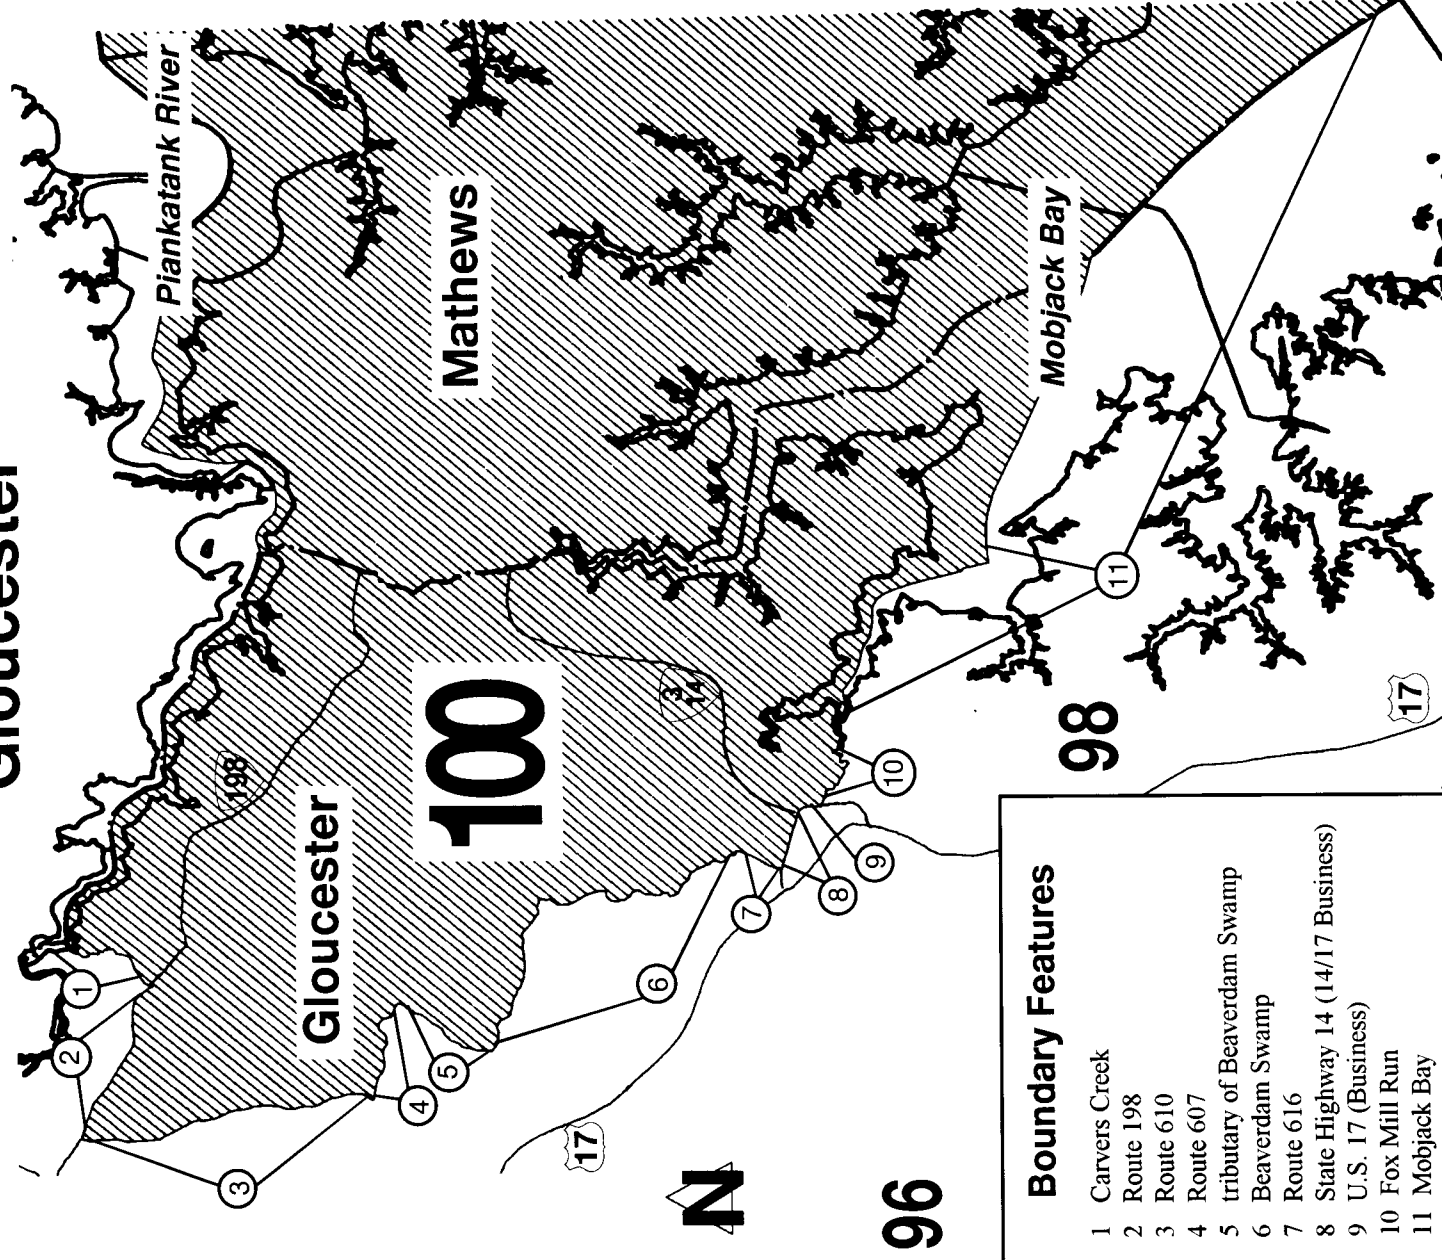 Gloucester
Piankatank River
Mathews
Mobjack Bay
198
3
14
100
Gloucester
98
17
17
N
96
1
2
3
4
5
6
7
8
9
10
11
Boundary Features
1 Carvers Creek
2 Route 198
3 Route 610
4 Route 607
5 tributary of Beaverdam Swamp
6 Beaverdam Swamp
7 Route 616
8 State Highway 14 (14/17 Business)
9 U.S. 17 (Business)
10 Fox Mill Run
11 Mobjack Bay